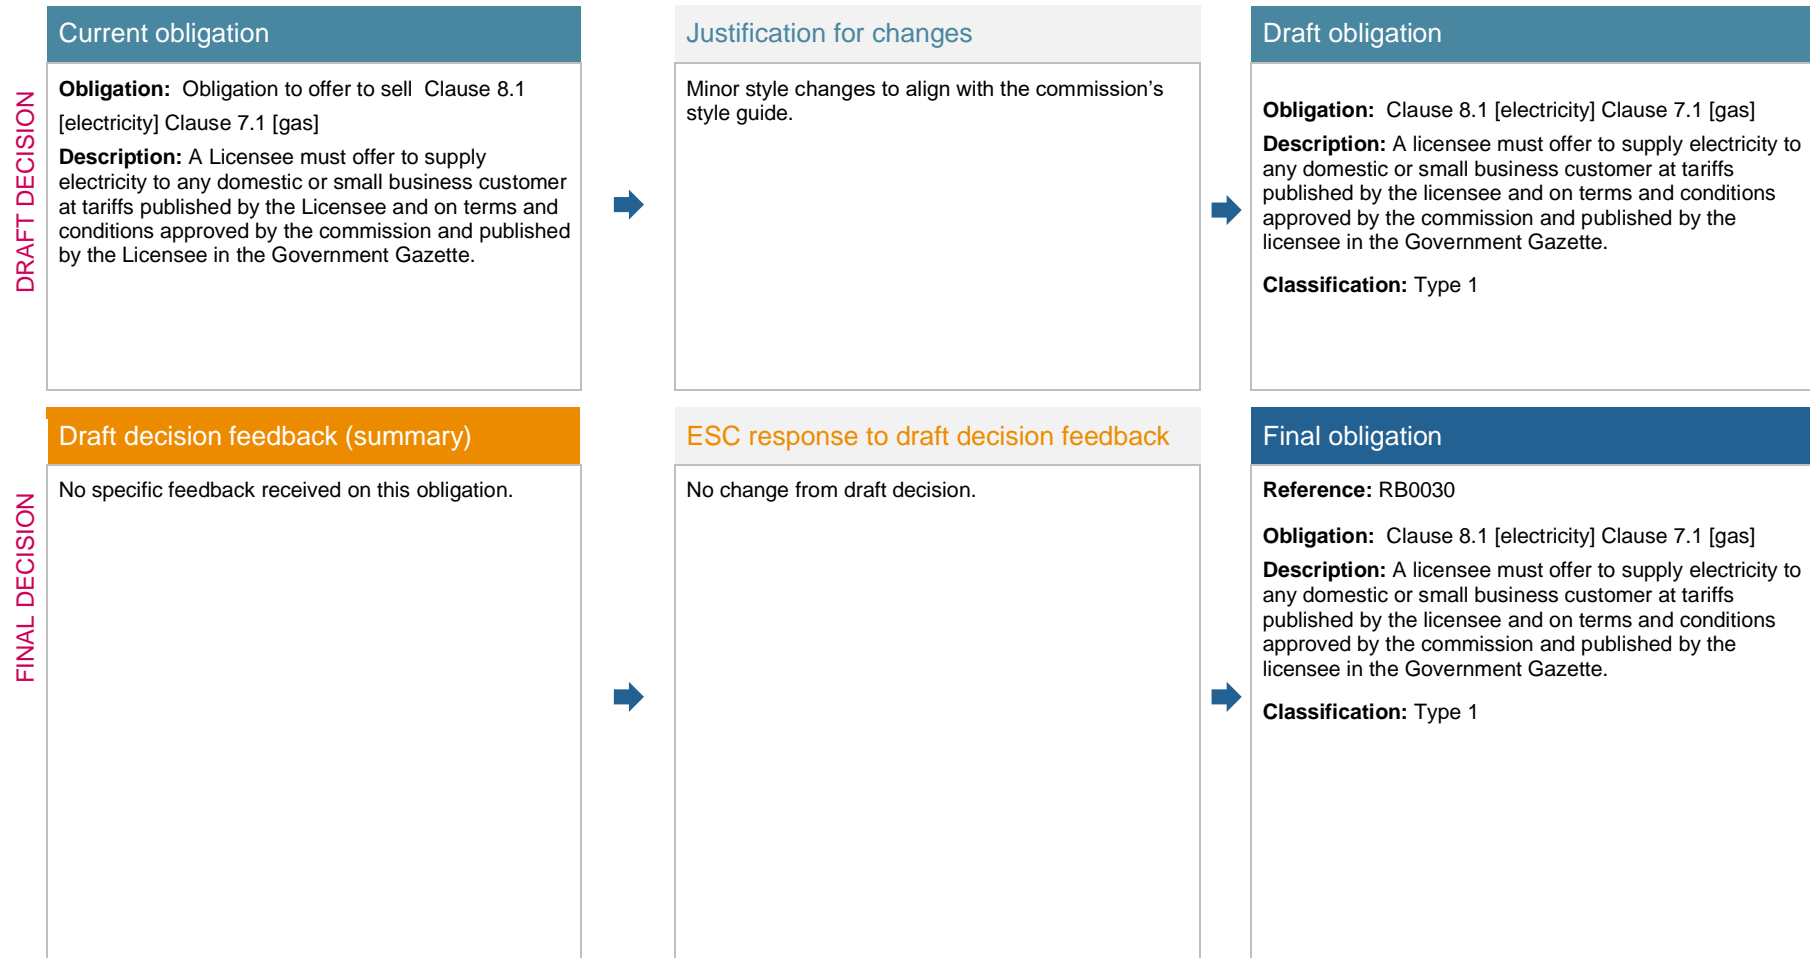 DRAFT DECISION
Current obligation
Obligation: Obligation to offer to sell Clause 8.1
[electricity] Clause 7.1 [gas]
Description: A Licensee must offer to supply
electricity to any domestic or small business customer
at tariffs published by the Licensee and on terms and
conditions approved by the commission and published
by the Licensee in the Government Gazette.
Justification for changes
Minor style changes to align with the commission’s
style guide.
Draft obligation
Obligation: Clause 8.1 [electricity] Clause 7.1 [gas]
Description: A licensee must offer to supply electricity to
any domestic or small business customer at tariffs
published by the licensee and on terms and conditions
approved by the commission and published by the
licensee in the Government Gazette.
Classification: Type 1
FINAL DECISION
Draft decision feedback (summary)
No specific feedback received on this obligation.
ESC response to draft decision feedback
No change from draft decision.
Final obligation
Reference: RB0030
Obligation: Clause 8.1 [electricity] Clause 7.1 [gas]
Description: A licensee must offer to supply electricity to
any domestic or small business customer at tariffs
published by the licensee and on terms and conditions
approved by the commission and published by the
licensee in the Government Gazette.
Classification: Type 1